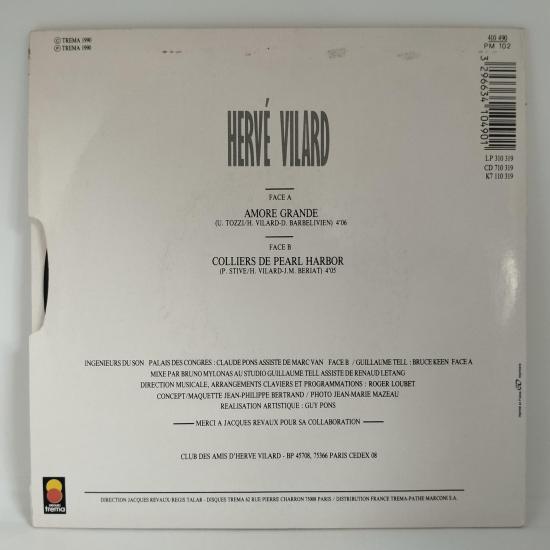 © TREMA 1990
℗ TREMA 1990
410 490
PM 102
3 296634 104901
LP 310 319
CD 710 319
K7 110 319
HERVÉ VILARD
FACE A
AMORE GRANDE
(U. TOZZI/H. VILARD-D. BARBELIVIEN) 4'06
FACE B
COLLIERS DE PEARL HARBOR
(P. STIVE/H. VILARD-J.M. BERIAT) 4'05
INGENIEURS DU SON PALAIS DES CONGRES : CLAUDE PONS ASSISTE DE MARC VAN FACE B / GUILLAUME TELL : BRUCE KEEN FACE A
MIXE PAR BRUNO MYLONAS AU STUDIO GUILLAUME TELL ASSISTE DE RENAUD LETANG
DIRECTION MUSICALE, ARRANGEMENTS CLAVIERS ET PROGRAMMATIONS : ROGER LOUBET
CONCEPT/MAQUETTE JEAN-PHILIPPE BERTRAND / PHOTO JEAN-MARIE MAZEAU
REALISATION ARTISTIQUE : GUY PONS
MERCI A JACQUES REVAUX POUR SA COLLABORATION
CLUB DES AMIS D'HERVE VILARD - BP 45708, 75366 PARIS CEDEX 08
disques
trema
DIRECTION JACQUES REVAUX/REGIS TALAR - DISQUES TREMA 62 RUE PIERRE CHARRON 75008 PARIS / DISTRIBUTION FRANCE TREMA-PATHE MARCONI S.A.